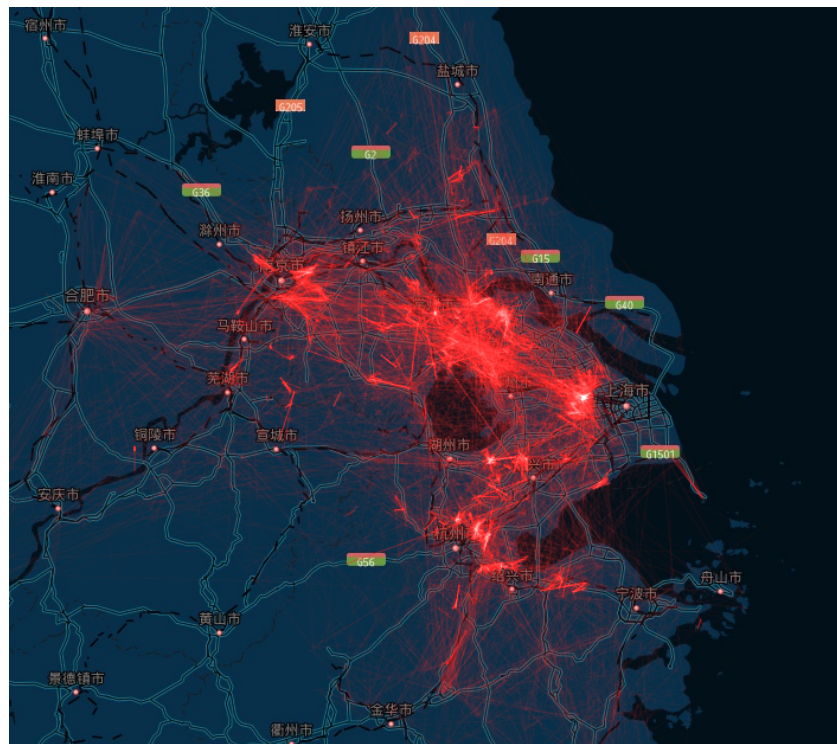 宿州市
淮安市
G204
盐城市
G205
蚌埠市
G2
淮南市
G36
扬州市
滁州市
镇江市
G204
南京市
G15
南通市
合肥市
G40
马鞍山市
芜湖市
上海市
铜陵市
宣城市
湖州市
G1501
兴市
安庆市
杭州
G56
绍兴市
舟山市
宁波市
黄山市
景德镇市
金华市
衢州市